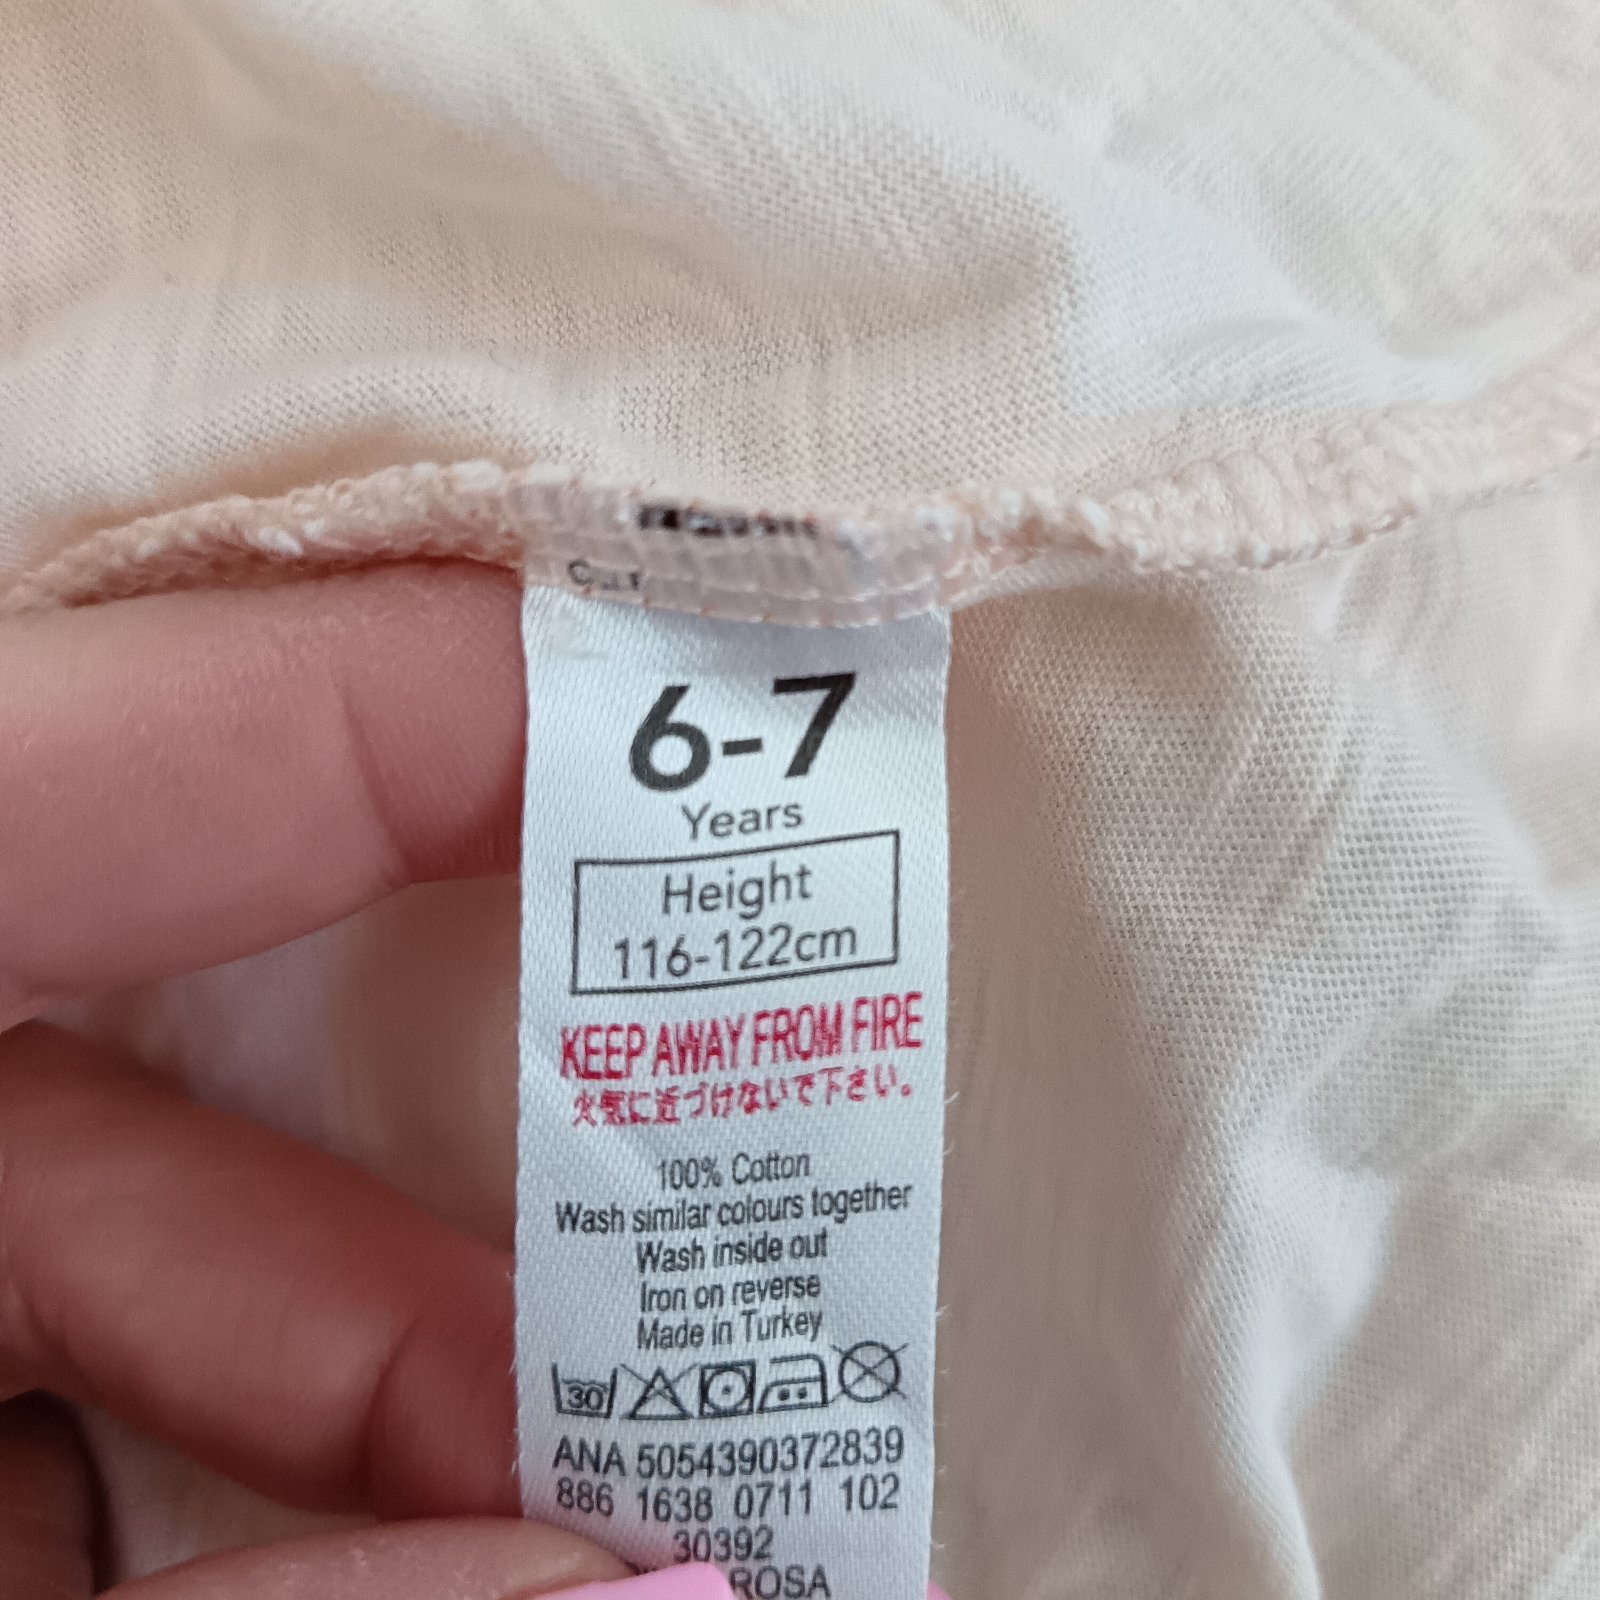 6-7
Years
Height
116-122cm
KEEP AWAY FROM FIRE
火気に近づけないで下さい。
100% Cotton
Wash similar colours together
Wash inside out
Iron on reverse
Made in Turkey
30
ANA 5054390372839
886 1638 0711 102
30392
ROSA